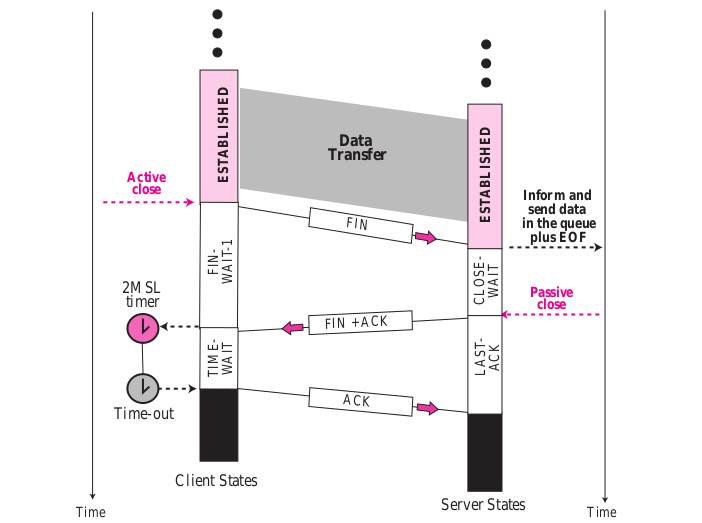 ESTABLISHED
Data
Transfer
ESTABLISHED
Active
close
Inform and
send data
in the queue
plus EOF
FIN
FIN-
WAIT-1
CLOSE-
WAIT
2MSL
timer
Passive
close
FIN +ACK
TIME-
WAIT
LAST-
ACK
Time-out
ACK
Client States
Server States
Time
Time